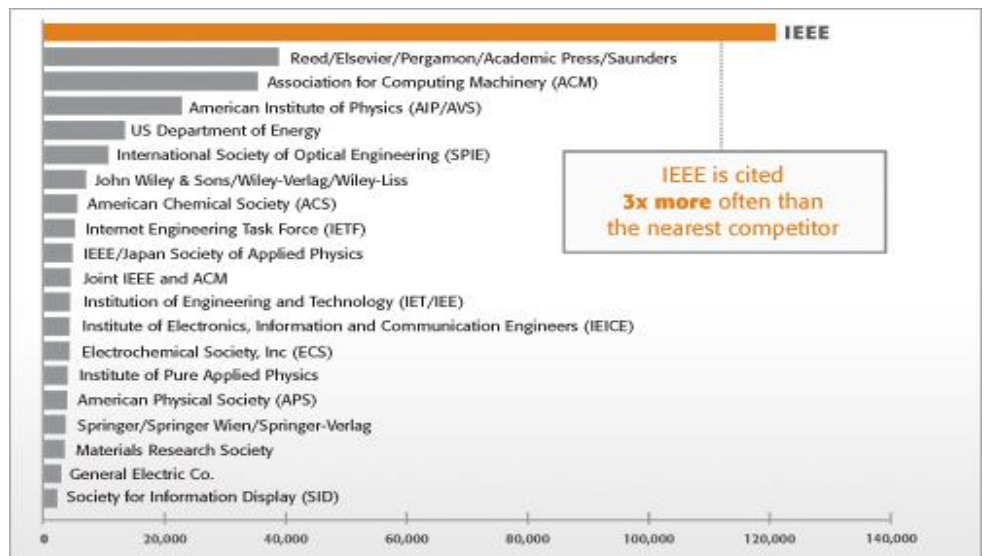 IEEE
Reed/Elsevier/Pergamon/Academic Press/Saunders
Association for Computing Machinery (ACM)
American Institute of Physics (AIP/AVS)
US Department of Energy
International Society of Optical Engineering (SPIE)
John Wiley & Sons/Wiley-Verlag/Wiley-Liss
American Chemical Society (ACS)
Internet Engineering Task Force (IETF)
IEEE/Japan Society of Applied Physics
Joint IEEE and ACM
Institution of Engineering and Technology (IET/IEE)
Institute of Electronics, Information and Communication Engineers (IEICE)
Electrochemical Society, Inc (ECS)
Institute of Pure Applied Physics
American Physical Society (APS)
Springer/Springer Wien/Springer-Verlag
Materials Research Society
General Electric Co.
Society for Information Display (SID)
IEEE is cited
3x more often than
the nearest competitor
0 20,000 40,000 60,000 80,000 100,000 120,000 140,000